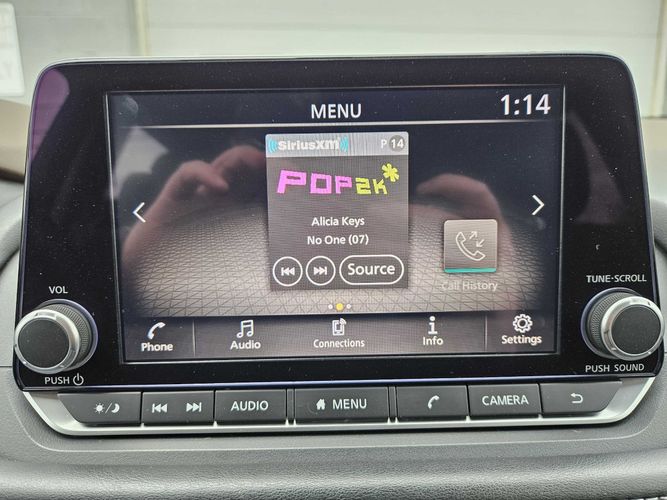 MENU
1:14
SiriusXM
P 14
POP2K
Alicia Keys
No One (07)
Source
Call History
VOL
TUNE·SCROLL
Phone
Audio
Connections
Info
Settings
PUSH
PUSH SOUND
AUDIO
MENU
CAMERA